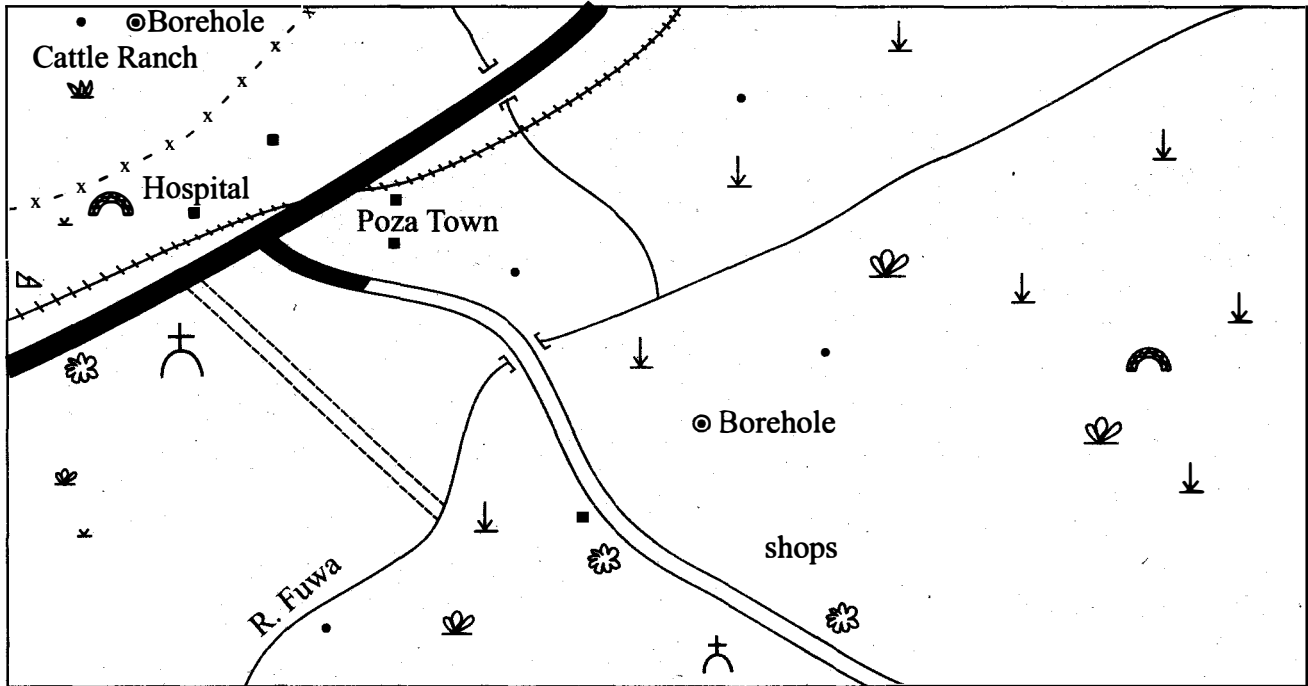 Borehole
Cattle Ranch
Hospital
Poza Town
Borehole
shops
R. Fuwa